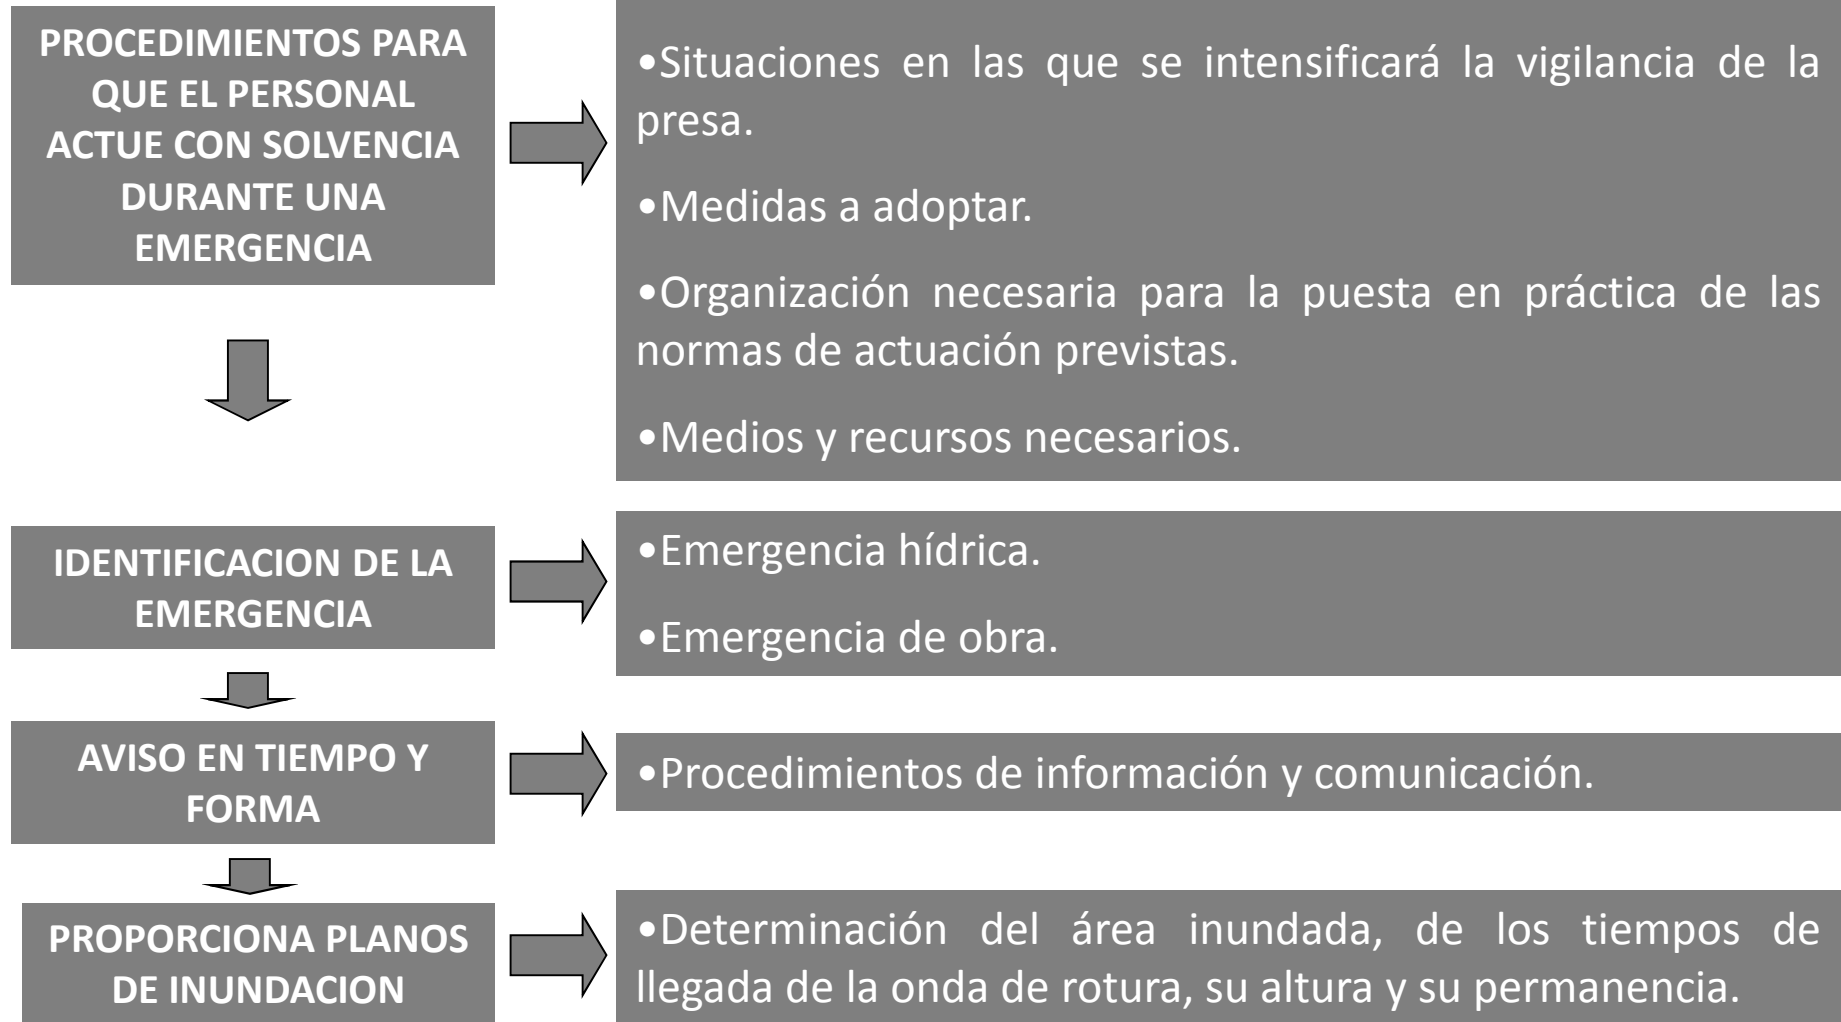 PROCEDIMIENTOS PARA
QUE EL PERSONAL
ACTUE CON SOLVENCIA
DURANTE UNA
EMERGENCIA
•Situaciones en las que se intensificará la vigilancia de la
presa.
•Medidas a adoptar.
•Organización necesaria para la puesta en práctica de las
normas de actuación previstas.
•Medios y recursos necesarios.
IDENTIFICACION DE LA
EMERGENCIA
•Emergencia hídrica.
•Emergencia de obra.
AVISO EN TIEMPO Y
FORMA
•Procedimientos de información y comunicación.
PROPORCIONA PLANOS
DE INUNDACION
•Determinación del área inundada, de los tiempos de
llegada de la onda de rotura, su altura y su permanencia.